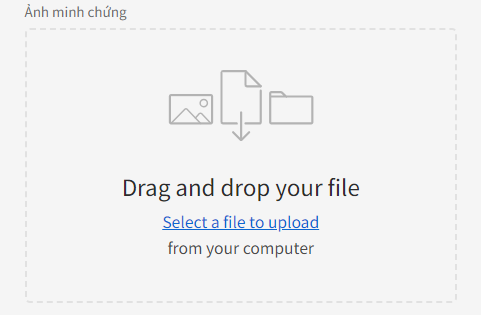 Ảnh minh chứng
Drag and drop your file
Select a file to upload
from your computer